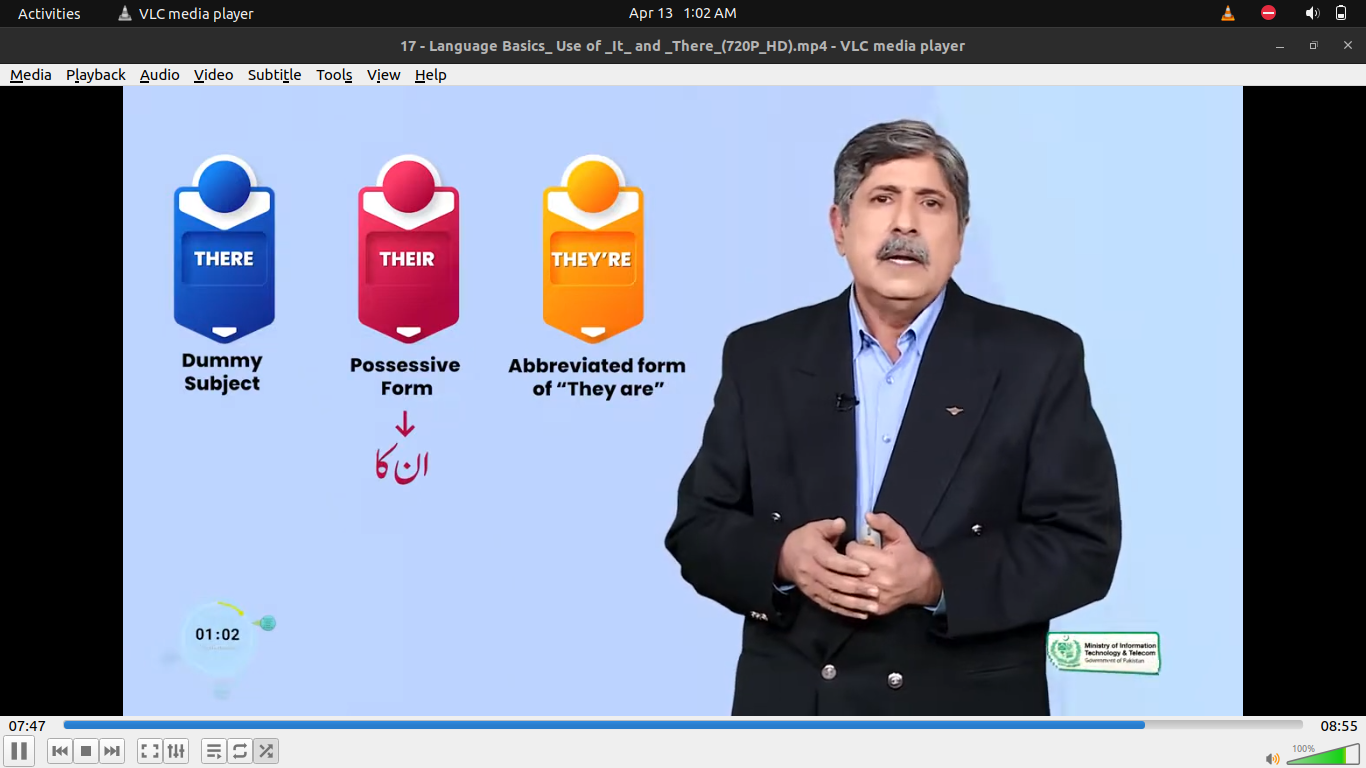 Activities
VLC media player
Apr 13 1:02 AM
17 - Language Basics_ Use of _It_ and _There_(720P_HD).mp4 - VLC media player
Media Playback Audio Video Subtitle Tools View Help
THERE
Dummy
Subject
THEIR
Possessive
Form
ان کا
THEY'RE
Abbreviated form
of “They are”
01:02
Ministry of Information
Technology & Telecom
Government of Pakistan
07:47
08:55
100%